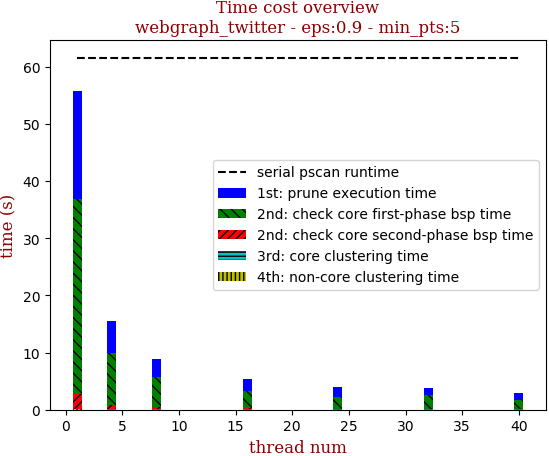 Time cost overview
webgraph_twitter - eps:0.9 - min_pts:5
time (s)
60
50
40
30
20
10
0
serial pscan runtime
1st: prune execution time
2nd: check core first-phase bsp time
2nd: check core second-phase bsp time
3rd: core clustering time
4th: non-core clustering time
0 5 10 15 20 25 30 35 40
thread num